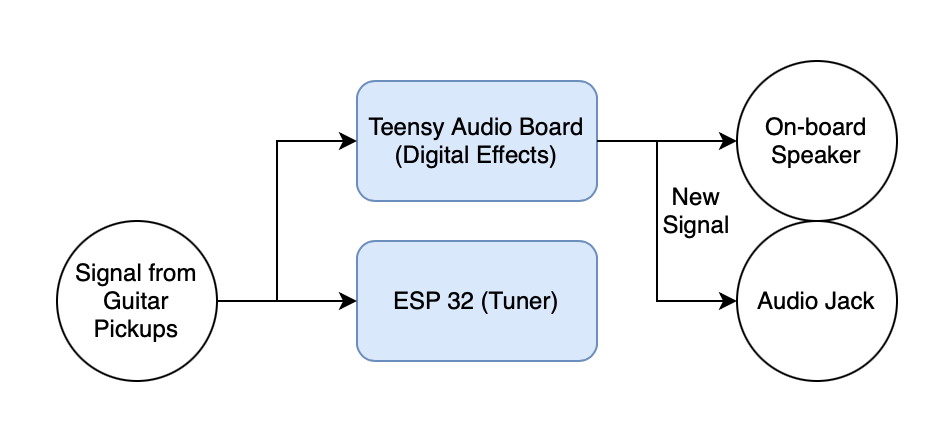 Teensy Audio Board
(Digital Effects)
On-board
Speaker
New
Signal
Signal from
Guitar
Pickups
ESP 32 (Tuner)
Audio Jack